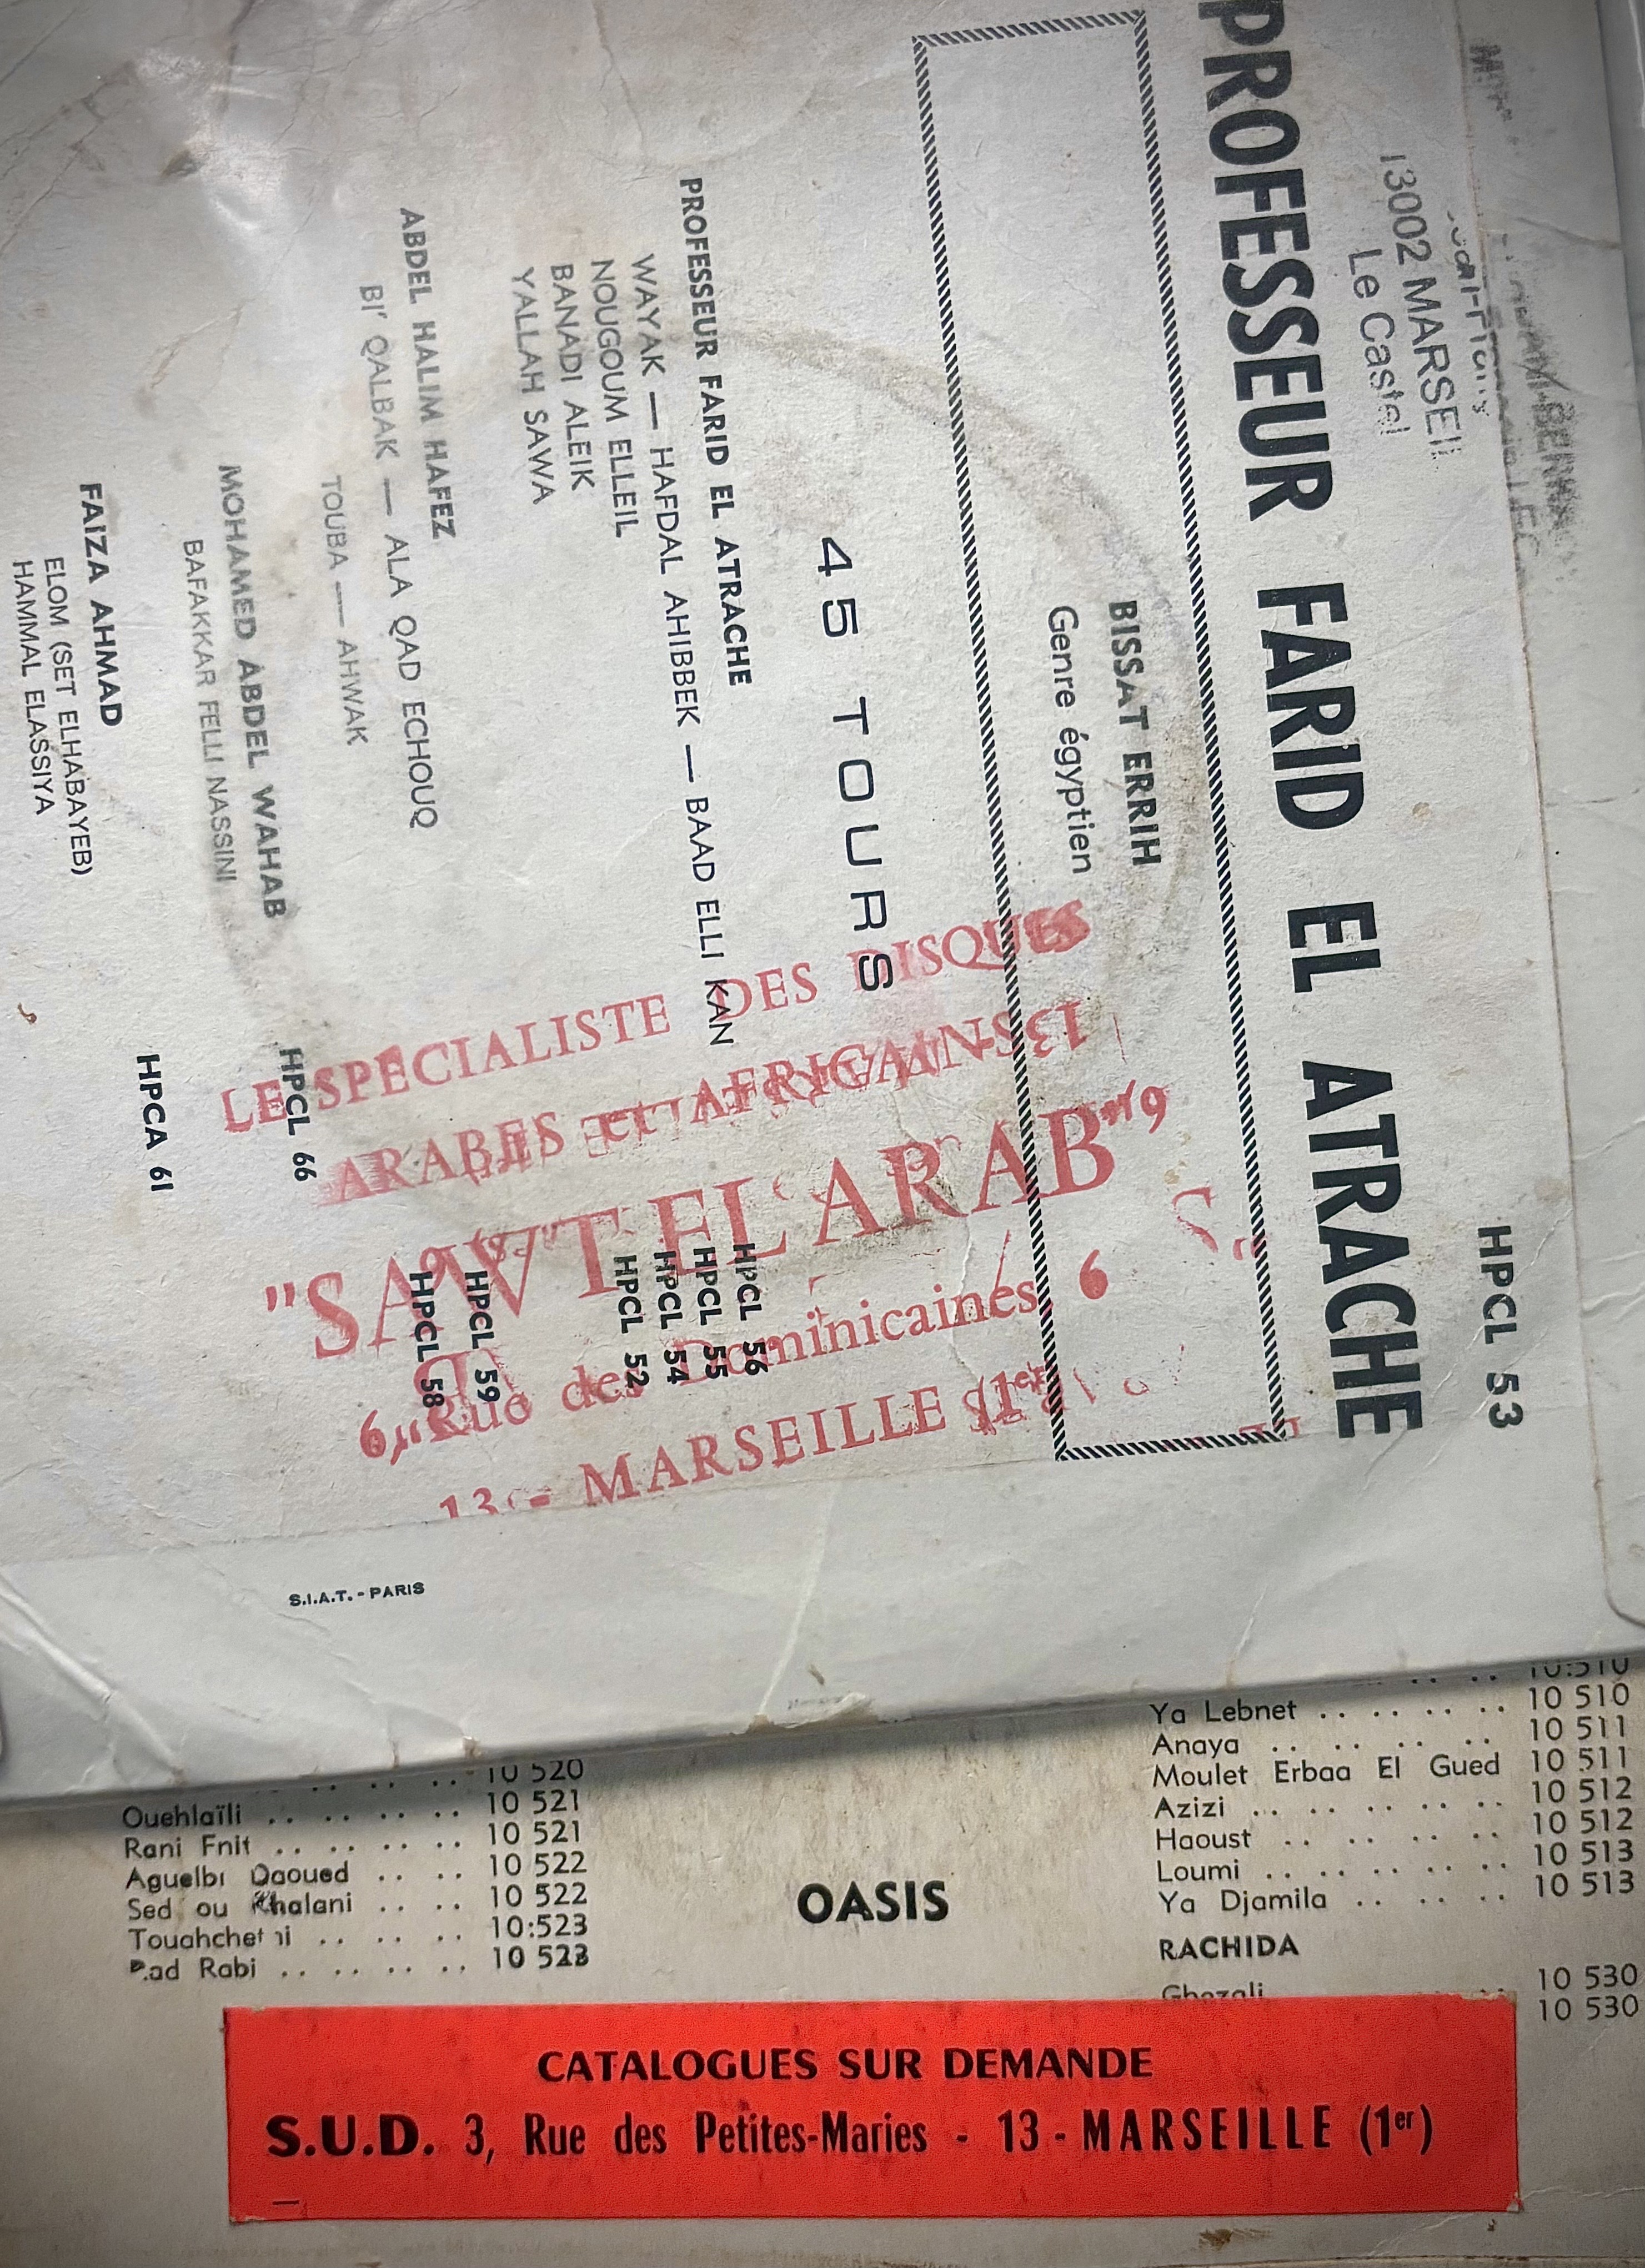 HPCL 53
13002 MARSEIL
Le Castel
PROFESSEUR FARID EL ATRACHE
BISSAT ERRIH
Genre égyptien
45 TOURS
PROFESSEUR FARID EL ATRACHE
WAYAK — HAFDAL AHIBBEK — BAAD ELLI KAN HPCL 56
NOUGOUM ELLEIL HPCL 55
BANADI ALEIK HPCL 54
YALLAH SAWA HPCL 52
ABDEL HALIM HAFEZ
BI' QALBAK — ALA QAD ECHOUQ HPCL 59
TOUBA — AHWAK HPCL 58
MOHAMED ABDEL WAHAB
BAFAKKAR FELLI NASSINI HPCL 66
FAIZA AHMAD
ELOM (SET ELHABAYEB)
HAMMAL ELASSIYA HPCA 61
LE SPECIALISTE DES DISQUES
ARABES ET AFRICAINS
"SAWT EL ARAB"
6, Rue des Dominicaines
13 - MARSEILLE (1er)
S.I.A.T. - PARIS
10 520
Ouehlaïli .. .. .. .. 10 521
Rani Fnit .. .. .. .. 10 521
Aguelbi Daoued .. .. 10 522
Sed ou Khalani .. .. 10 522
10:523
Rabi .. .. .. .. 10 523
OASIS
10:510
Ya Lebnet .. .. .. .. 10 510
Anaya .. .. .. .. 10 511
Moulet Erbaa El Gued 10 511
Azizi .. .. .. .. .. 10 512
Haoust .. .. .. .. 10 512
Loumi .. .. .. .. .. 10 513
Ya Djamila .. .. .. 10 513
RACHIDA
Ghezali 10 530
10 530
CATALOGUES SUR DEMANDE
S.U.D. 3, Rue des Petites-Maries - 13 - MARSEILLE (1er)